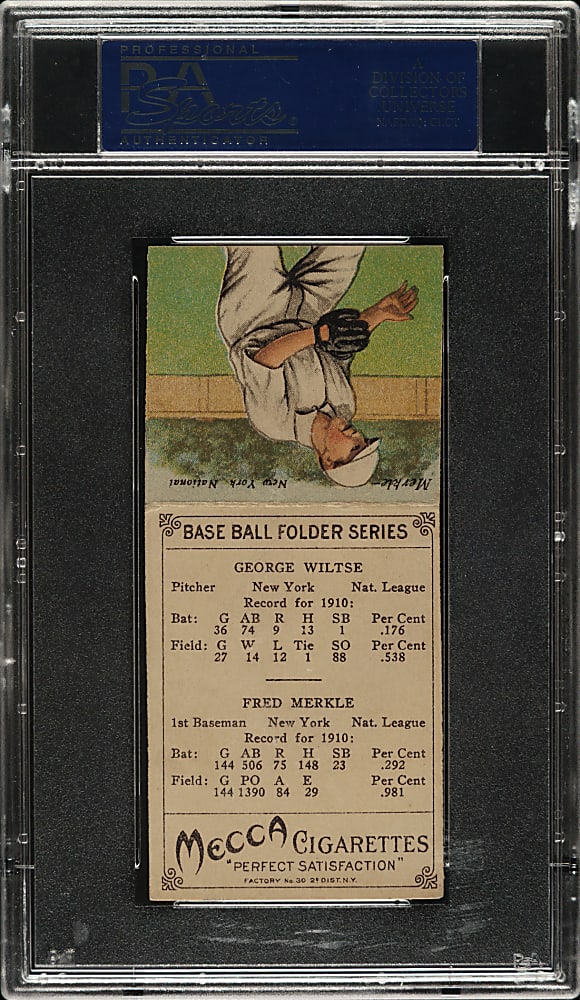 PROFESSIONAL
PSA
Sports
AUTHENTICATOR
A
DIVISION OF
COLLECTORS
UNIVERSE
NASDAQ: CLCT
Merkle— New York National
BASE BALL FOLDER SERIES
GEORGE WILTSE
Pitcher New York Nat. League
Record for 1910:
Bat: G AB R H SB Per Cent
36 74 9 13 1 .176
Field: G W L Tie SO Per Cent
27 14 12 1 88 .538
FRED MERKLE
1st Baseman New York Nat. League
Record for 1910:
Bat: G AB R H SB Per Cent
144 506 75 148 23 .292
Field: G PO A E Per Cent
144 1390 84 29 .981
MECCA CIGARETTES
"PERFECT SATISFACTION"
FACTORY No. 30 2d DIST. N.Y.